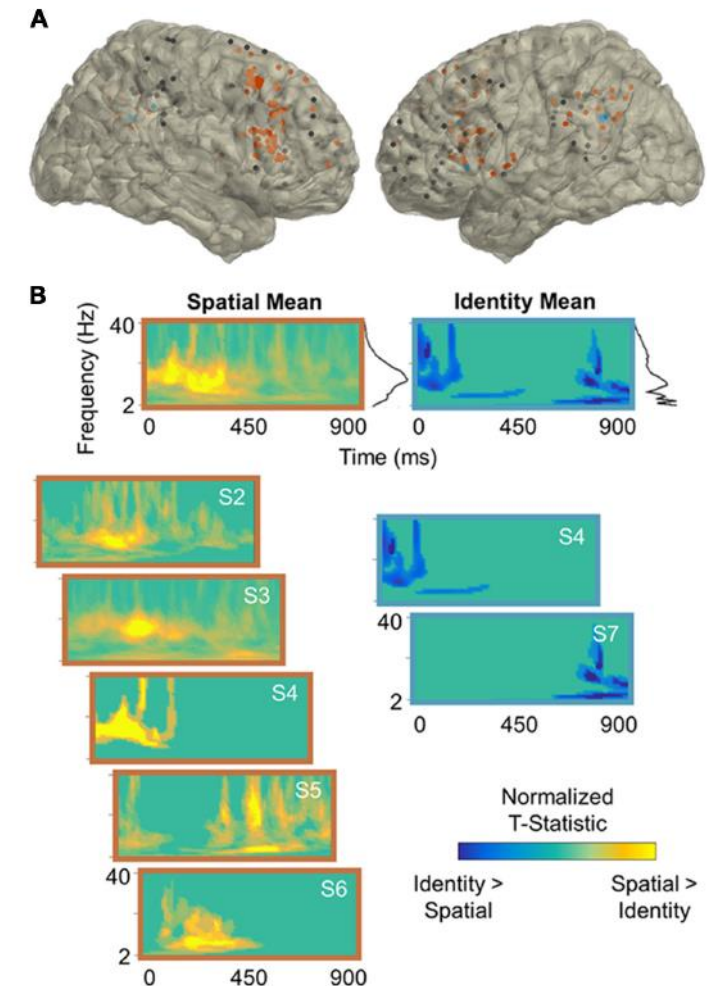 A
B
Spatial Mean
Identity Mean
Frequency (Hz)
40
2
0 450 900
0 450 900
Time (ms)
S2
S3
S4
S5
S6
40
2
0 450 900
S4
40
S7
2
0 450 900
Normalized
T-Statistic
Identity >
Spatial
Spatial >
Identity